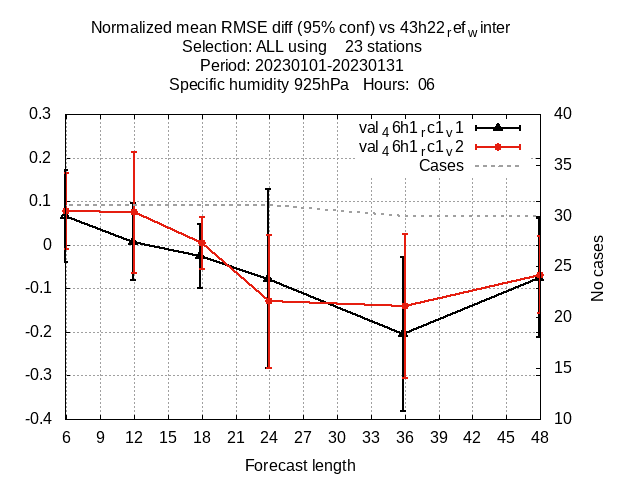 Normalized mean RMSE diff (95% conf) vs 43h22ᵣef_winter
Selection: ALL using 23 stations
Period: 20230101-20230131
Specific humidity 925hPa Hours: 06
0.3
0.2
0.1
0
-0.1
-0.2
-0.3
-0.4
40
35
30
25
20
15
10
val₄6h1ᵣc1ᵥ1
val₄6h1ᵣc1ᵥ2
Cases
No cases
6 9 12 15 18 21 24 27 30 33 36 39 42 45 48
Forecast length